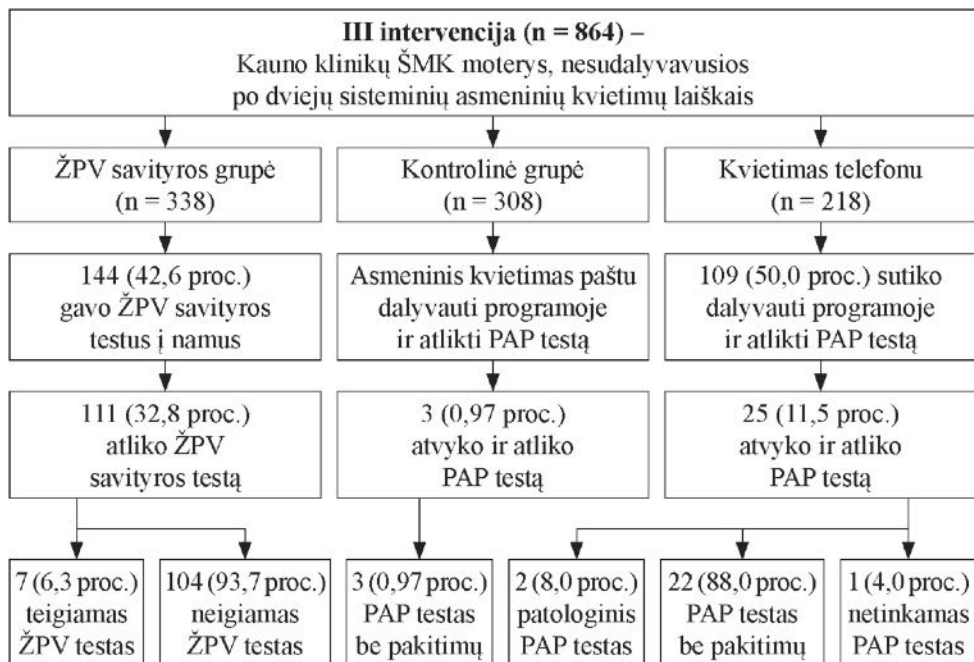 III intervencija (n = 864) –
Kauno klinikų ŠMK moterys, nesudalyvavusios
po dviejų sisteminių asmeninių kvietimų laiškais
ŽPV savityros grupė
(n = 338)
Kontrolinė grupė
(n = 308)
Kvietimas telefonu
(n = 218)
144 (42,6 proc.)
gavo ŽPV savityros
testus į namus
Asmeninis kvietimas paštu
dalyvauti programoje
ir atlikti PAP testą
109 (50,0 proc.) sutiko
dalyvauti programoje
ir atlikti PAP testą
111 (32,8 proc.)
atliko ŽPV
savityros testą
3 (0,97 proc.)
atvyko ir atliko
PAP testą
25 (11,5 proc.)
atvyko ir atliko
PAP testą
7 (6,3 proc.)
teigiamas
ŽPV testas
104 (93,7 proc.)
neigiamas
ŽPV testas
3 (0,97 proc.)
PAP testas
be pakitimų
2 (8,0 proc.)
patologinis
PAP testas
22 (88,0 proc.)
PAP testas
be pakitimų
1 (4,0 proc.)
netinkamas
PAP testas